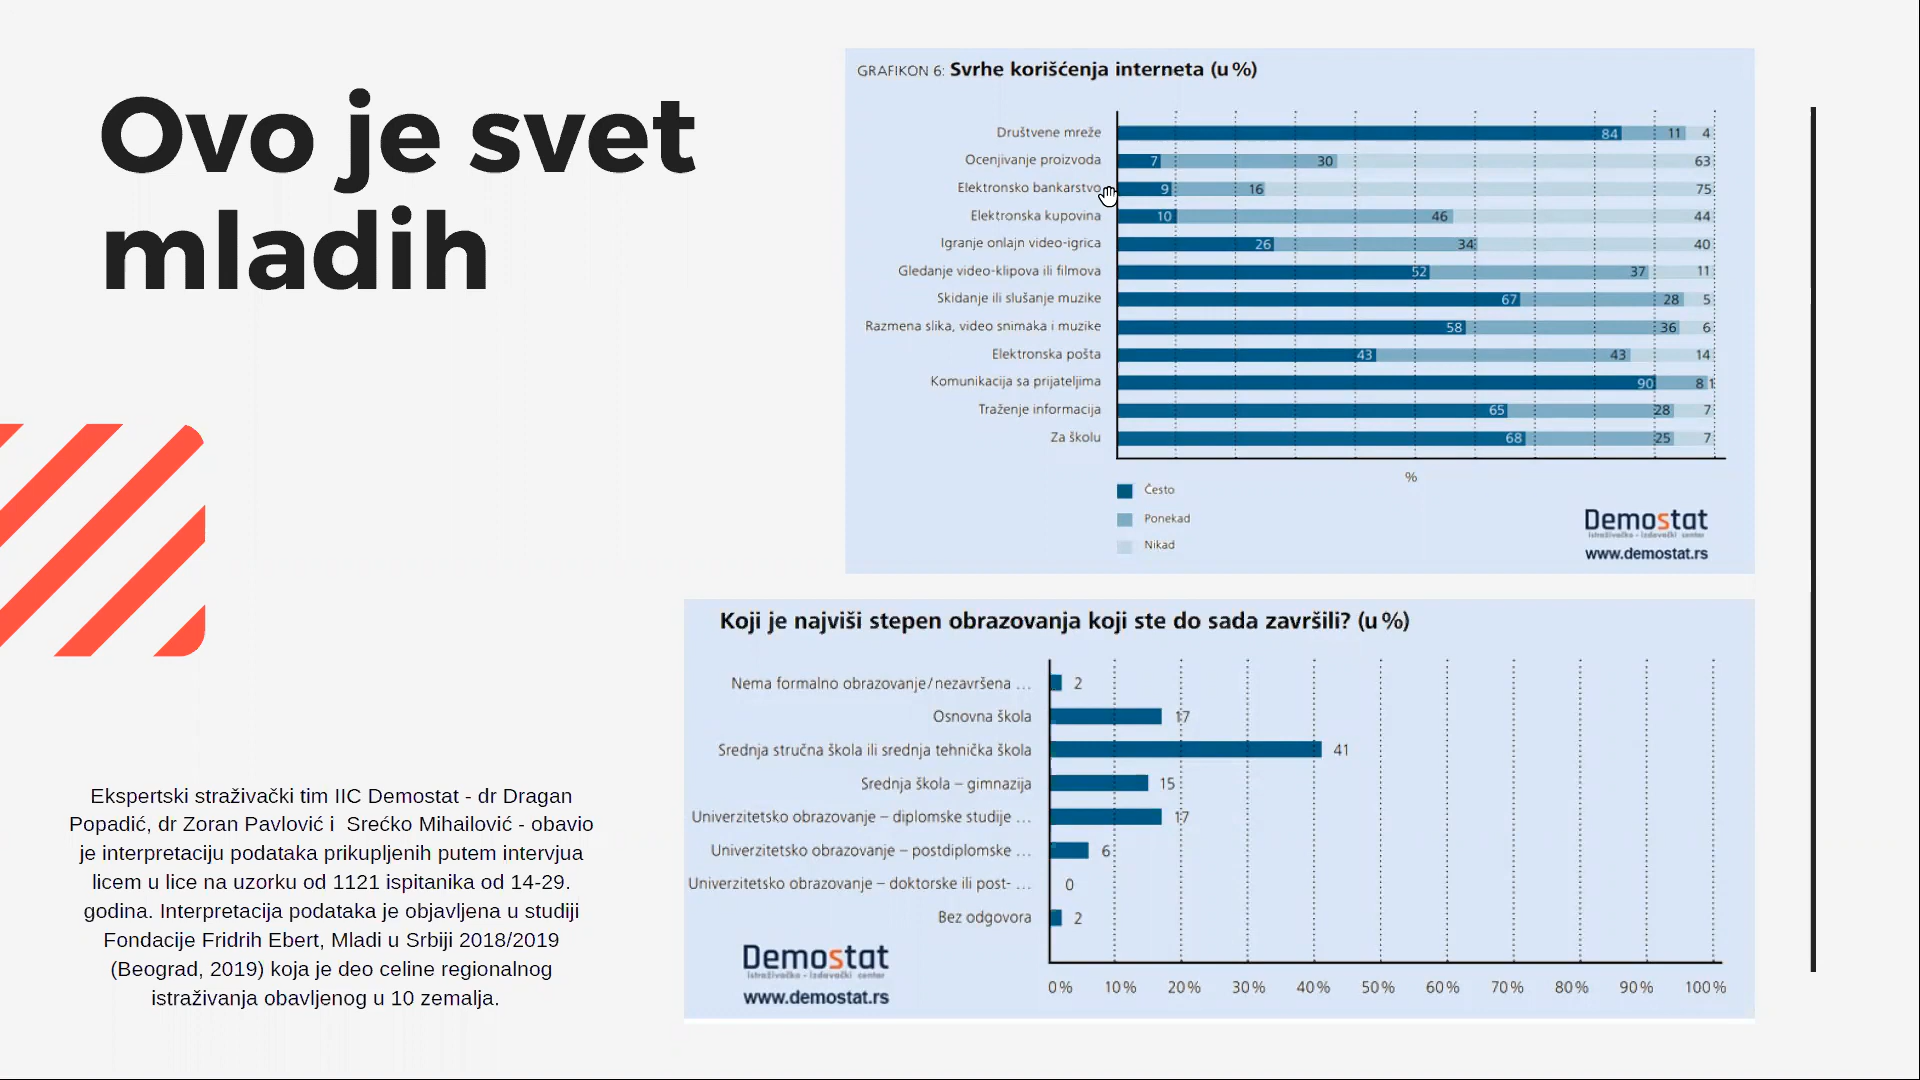 Ovo je svet
mladih
GRAFIKON 6: Svrhe korišćenja interneta (u %)
Društvene mreže 84 11 4
Ocenjivanje proizvoda 7 30 63
Elektronsko bankarstvo 9 16 75
Elektronska kupovina 10 46 44
Igranje onlajn video-igrica 26 34 40
Gledanje video-klipova ili filmova 52 37 11
Skidanje ili slušanje muzike 67 28 5
Razmena slika, video snimaka i muzike 58 36 6
Elektronska pošta 43 43 14
Komunikacija sa prijateljima 90 8 1
Traženje informacija 65 28 7
Za školu 68 25 7
%
Često
Ponekad
Nikad
Demostat
istraživačko - izdavački centar
www.demostat.rs
Koji je najviši stepen obrazovanja koji ste do sada završili? (u %)
Nema formalno obrazovanje/nezavršena ... 2
Osnovna škola 17
Srednja stručna škola ili srednja tehnička škola 41
Srednja škola – gimnazija 15
Univerzitetsko obrazovanje – diplomske studije ... 17
Univerzitetsko obrazovanje – postdiplomske ... 6
Univerzitetsko obrazovanje – doktorske ili post- ... 0
Bez odgovora 2
0% 10% 20% 30% 40% 50% 60% 70% 80% 90% 100%
Demostat
istraživačko - izdavački centar
www.demostat.rs
Ekspertski straživački tim IIC Demostat - dr Dragan
Popadić, dr Zoran Pavlović i  Srećko Mihailović - obavio
je interpretaciju podataka prikupljenih putem intervjua
licem u lice na uzorku od 1121 ispitanika od 14-29.
godina. Interpretacija podataka je objavljena u studiji
Fondacije Fridrih Ebert, Mladi u Srbiji 2018/2019
(Beograd, 2019) koja je deo celine regionalnog
istraživanja obavljenog u 10 zemalja.